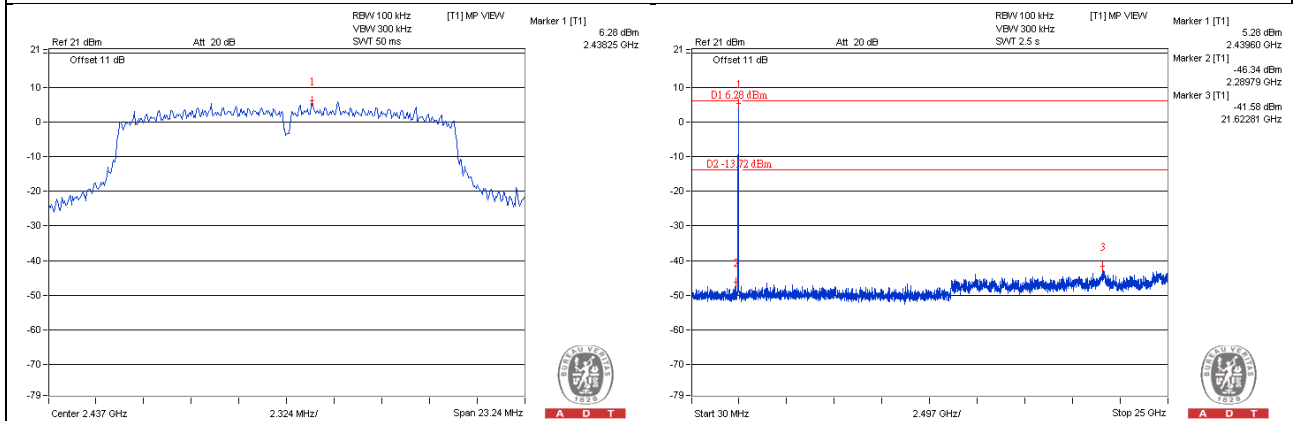 RBW 100 kHz [T1] MP VIEW
VBW 300 kHz
Ref 21 dBm Att 20 dB SWT 50 ms
Marker 1 [T1]
6.28 dBm
2.43825 GHz
21
Offset 11 dB
1
10
0
-10
-20
-30
-40
-50
-60
-70
-79
Center 2.437 GHz 2.324 MHz/ Span 23.24 MHz
BUREAU VERITAS
1828
A D T
RBW 100 kHz [T1] MP VIEW
VBW 300 kHz
Ref 21 dBm Att 20 dB SWT 2.5 s
Marker 1 [T1]
5.28 dBm
2.43960 GHz
Marker 2 [T1]
-46.34 dBm
2.28979 GHz
Marker 3 [T1]
-41.58 dBm
21.62281 GHz
21
Offset 11 dB
1
10
D1 6.28 dBm
0
-10
D2 -13.72 dBm
-20
-30
3
-40
2
-50
-60
-70
-79
Start 30 MHz 2.497 GHz/ Stop 25 GHz
BUREAU VERITAS
1828
A D T